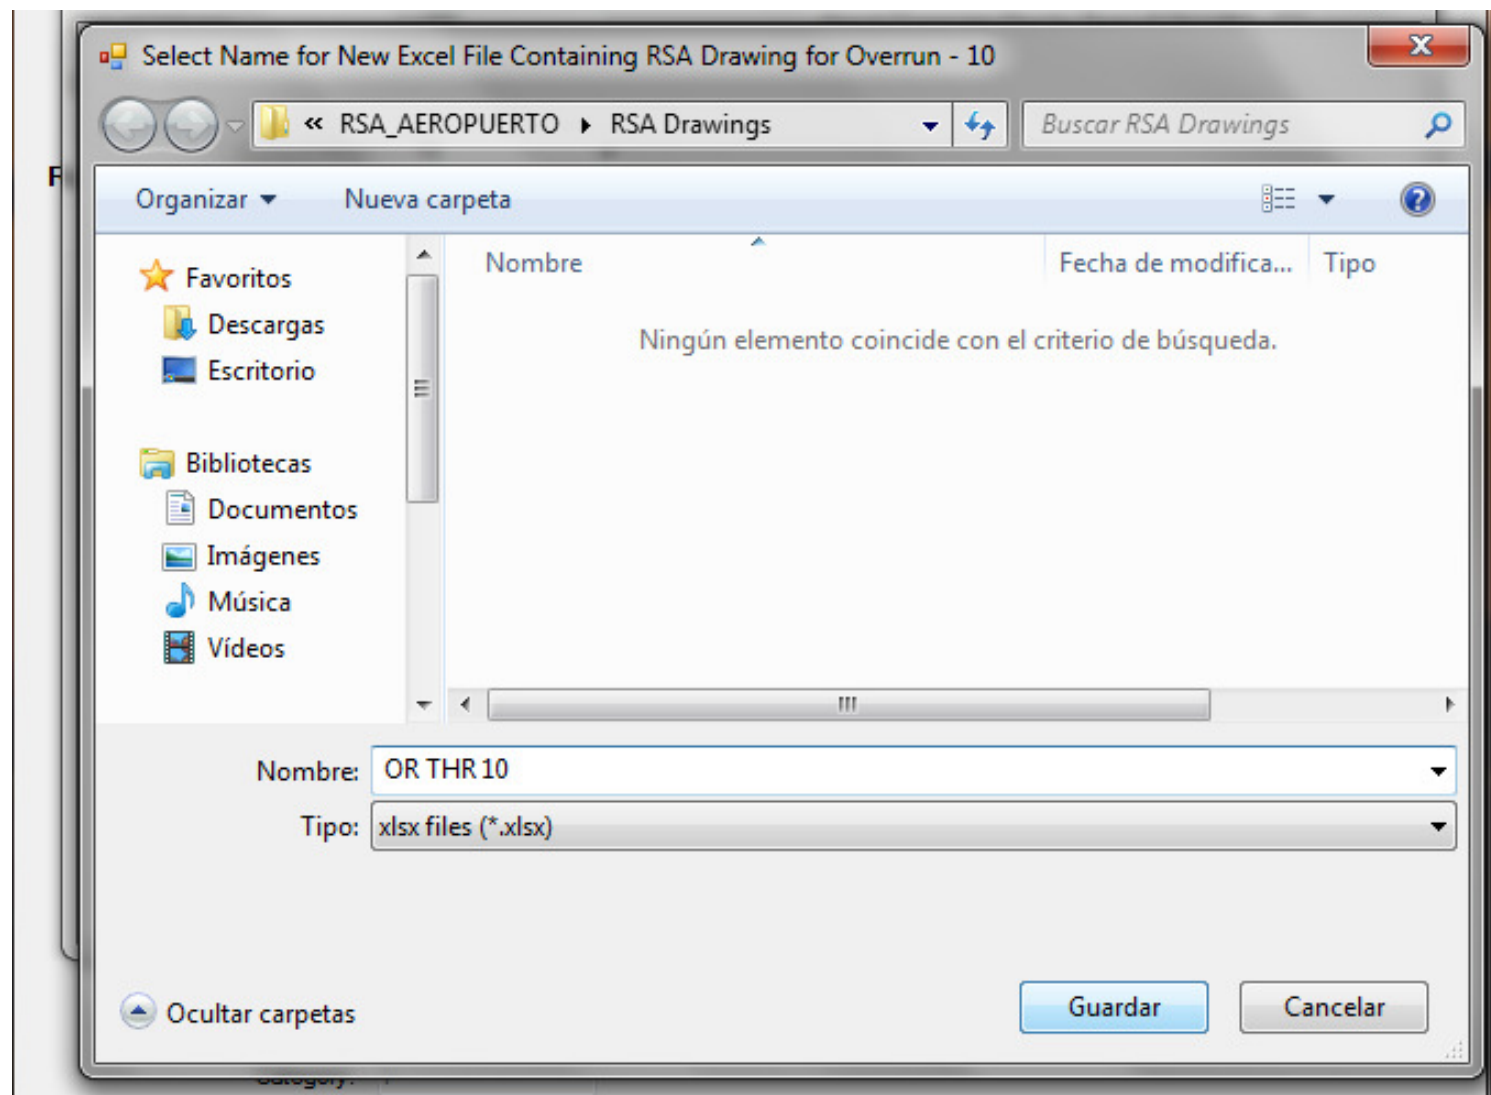 Select Name for New Excel File Containing RSA Drawing for Overrun - 10
« RSA_AEROPUERTO RSA Drawings
Buscar RSA Drawings
Organizar
Nueva carpeta
Nombre
Fecha de modifica...
Tipo
Favoritos
Descargas
Escritorio
Bibliotecas
Documentos
Imágenes
Música
Vídeos
Ningún elemento coincide con el criterio de búsqueda.
Nombre: OR THR 10
Tipo: xlsx files (*.xlsx)
Ocultar carpetas
Guardar
Cancelar